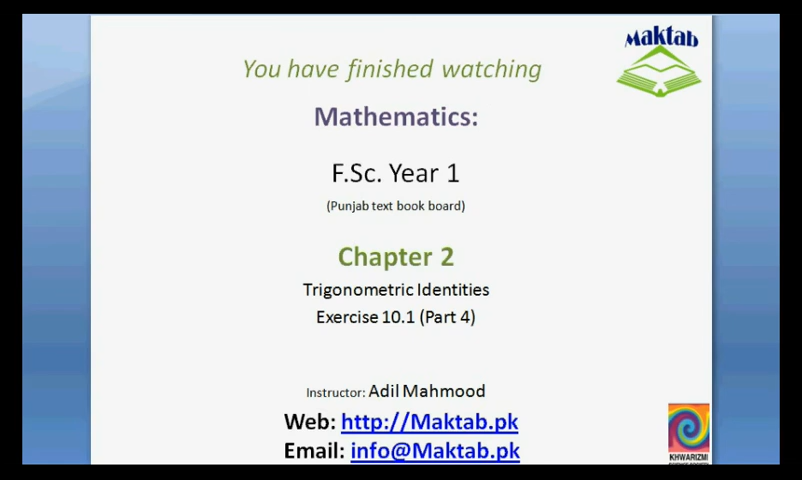 Maktab
You have finished watching
Mathematics:
F.Sc. Year 1
(Punjab text book board)
Chapter 2
Trigonometric Identities
Exercise 10.1 (Part 4)
Instructor: Adil Mahmood
Web: http://Maktab.pk
Email: info@Maktab.pk
KHWARIZMI